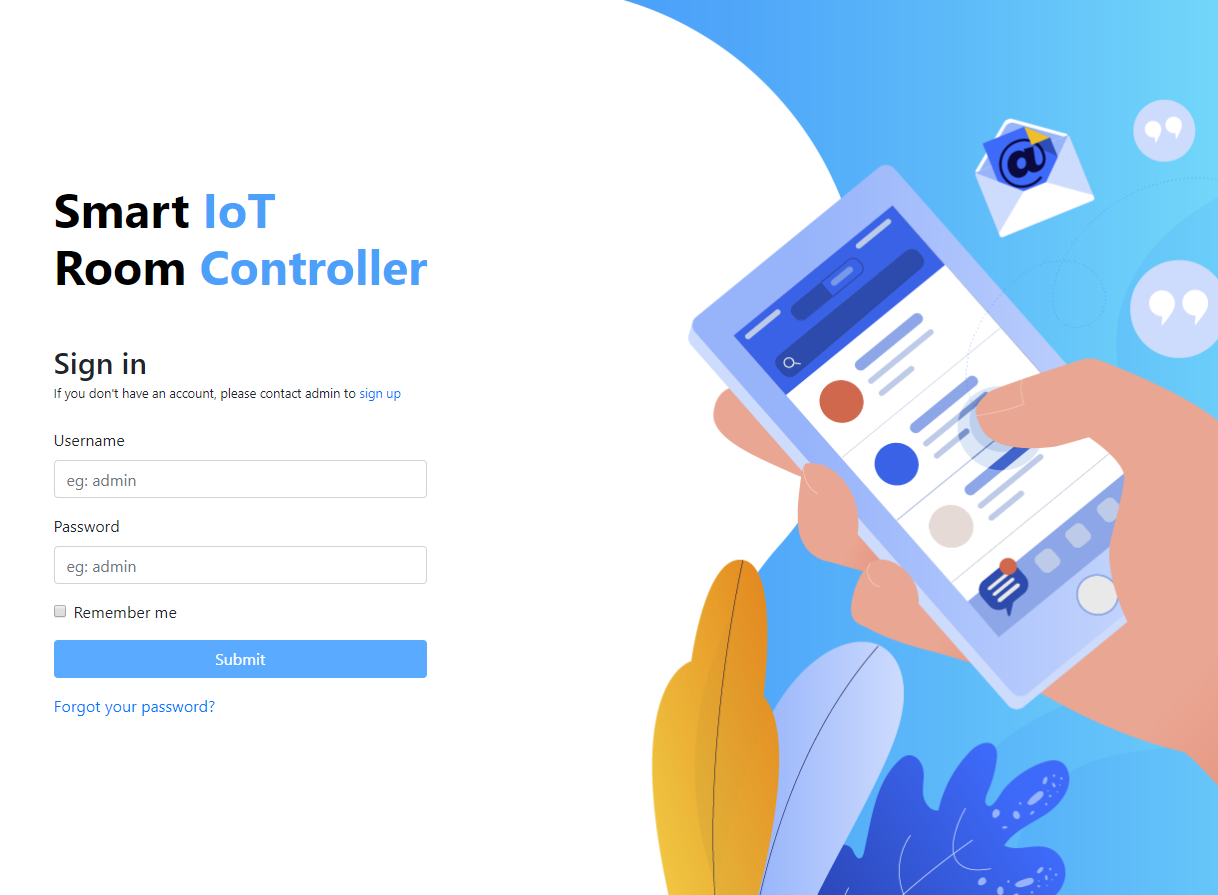 Smart IoT
Room Controller
Sign in
If you don't have an account, please contact admin to sign up
Username
eg: admin
Password
eg: admin
Remember me
Submit
Forgot your password?
@